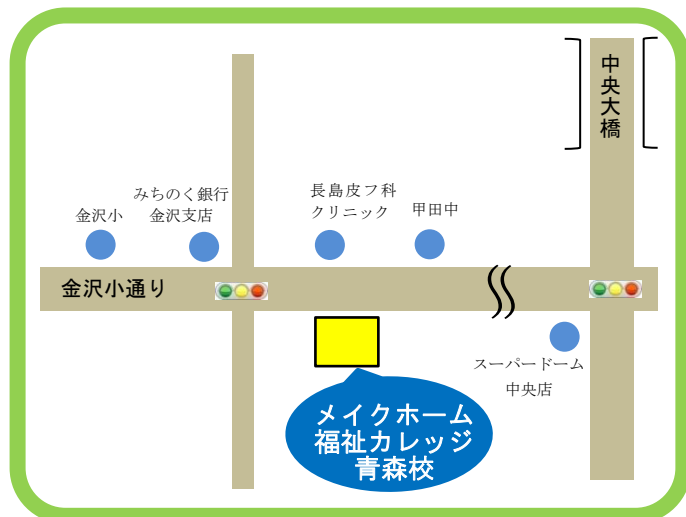 中央大橋
みちのく銀行
金沢支店
金沢小
長島皮フ科
クリニック
甲田中
金沢小通り
スーパードーム
中央店
メイクホーム
福祉カレッジ
青森校